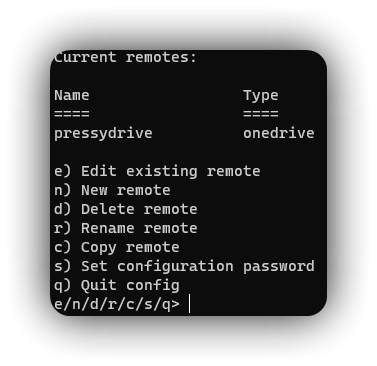 Current remotes:
Name                 Type
====                 ====
pressydrive          onedrive
e) Edit existing remote
n) New remote
d) Delete remote
r) Rename remote
c) Copy remote
s) Set configuration password
q) Quit config
e/n/d/r/c/s/q>